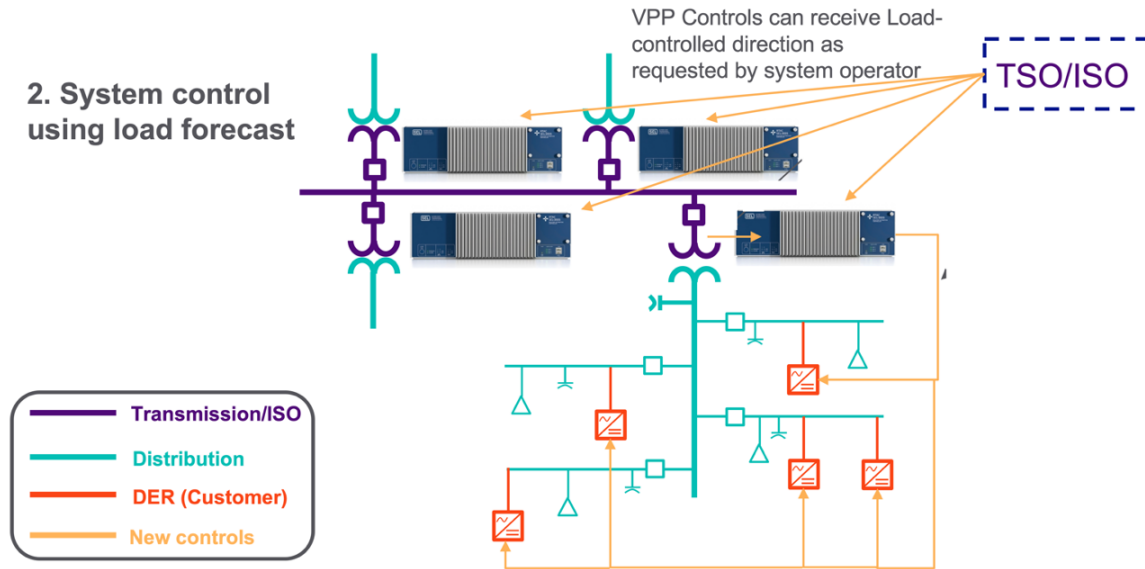 VPP Controls can receive Load-
controlled direction as
requested by system operator
TSO/ISO
2. System control
using load forecast
Transmission/ISO
Distribution
DER (Customer)
New controls